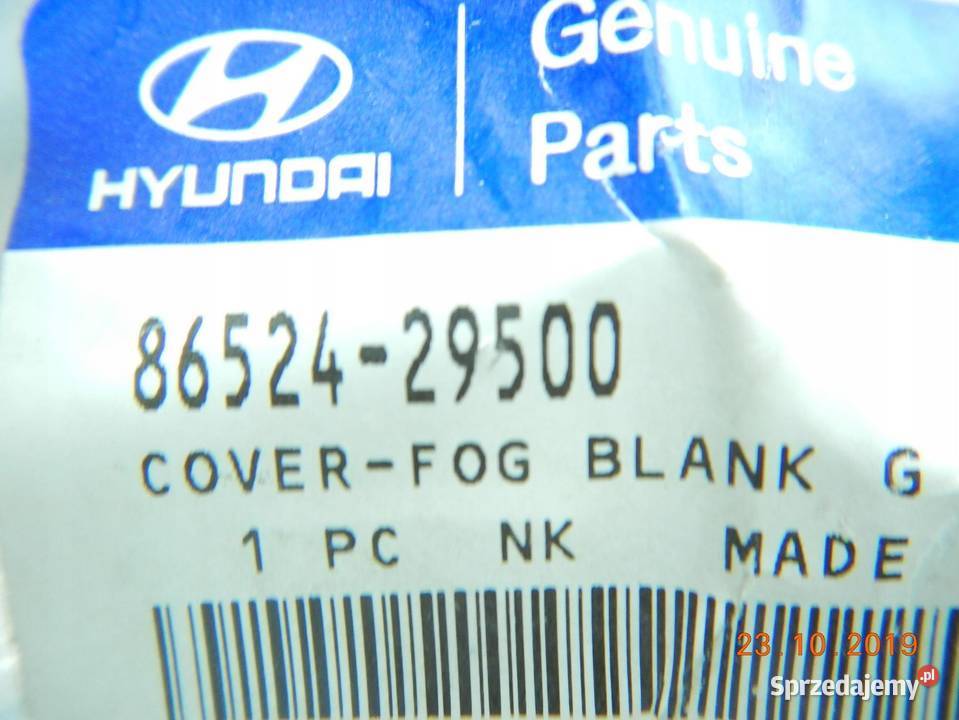 Genuine
Parts
HYUNDAI
86524-29500
COVER-FOG BLANK G
1 PC NK MADE
23.10.2019
Sprzedajemy.pl